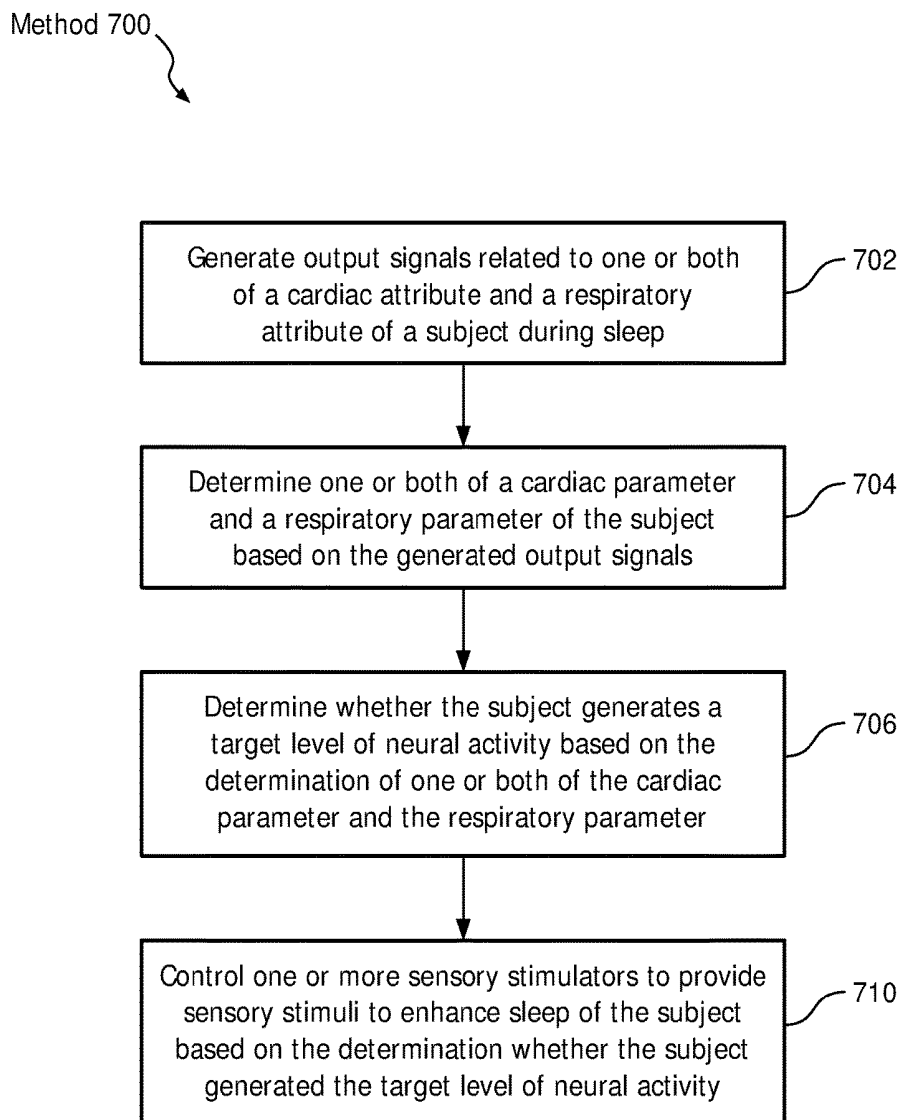 Method 700
Generate output signals related to one or both
of a cardiac attribute and a respiratory
attribute of a subject during sleep
702
Determine one or both of a cardiac parameter
and a respiratory parameter of the subject
based on the generated output signals
704
Determine whether the subject generates a
target level of neural activity based on the
determination of one or both of the cardiac
parameter and the respiratory parameter
706
Control one or more sensory stimulators to provide
sensory stimuli to enhance sleep of the subject
based on the determination whether the subject
generated the target level of neural activity
710